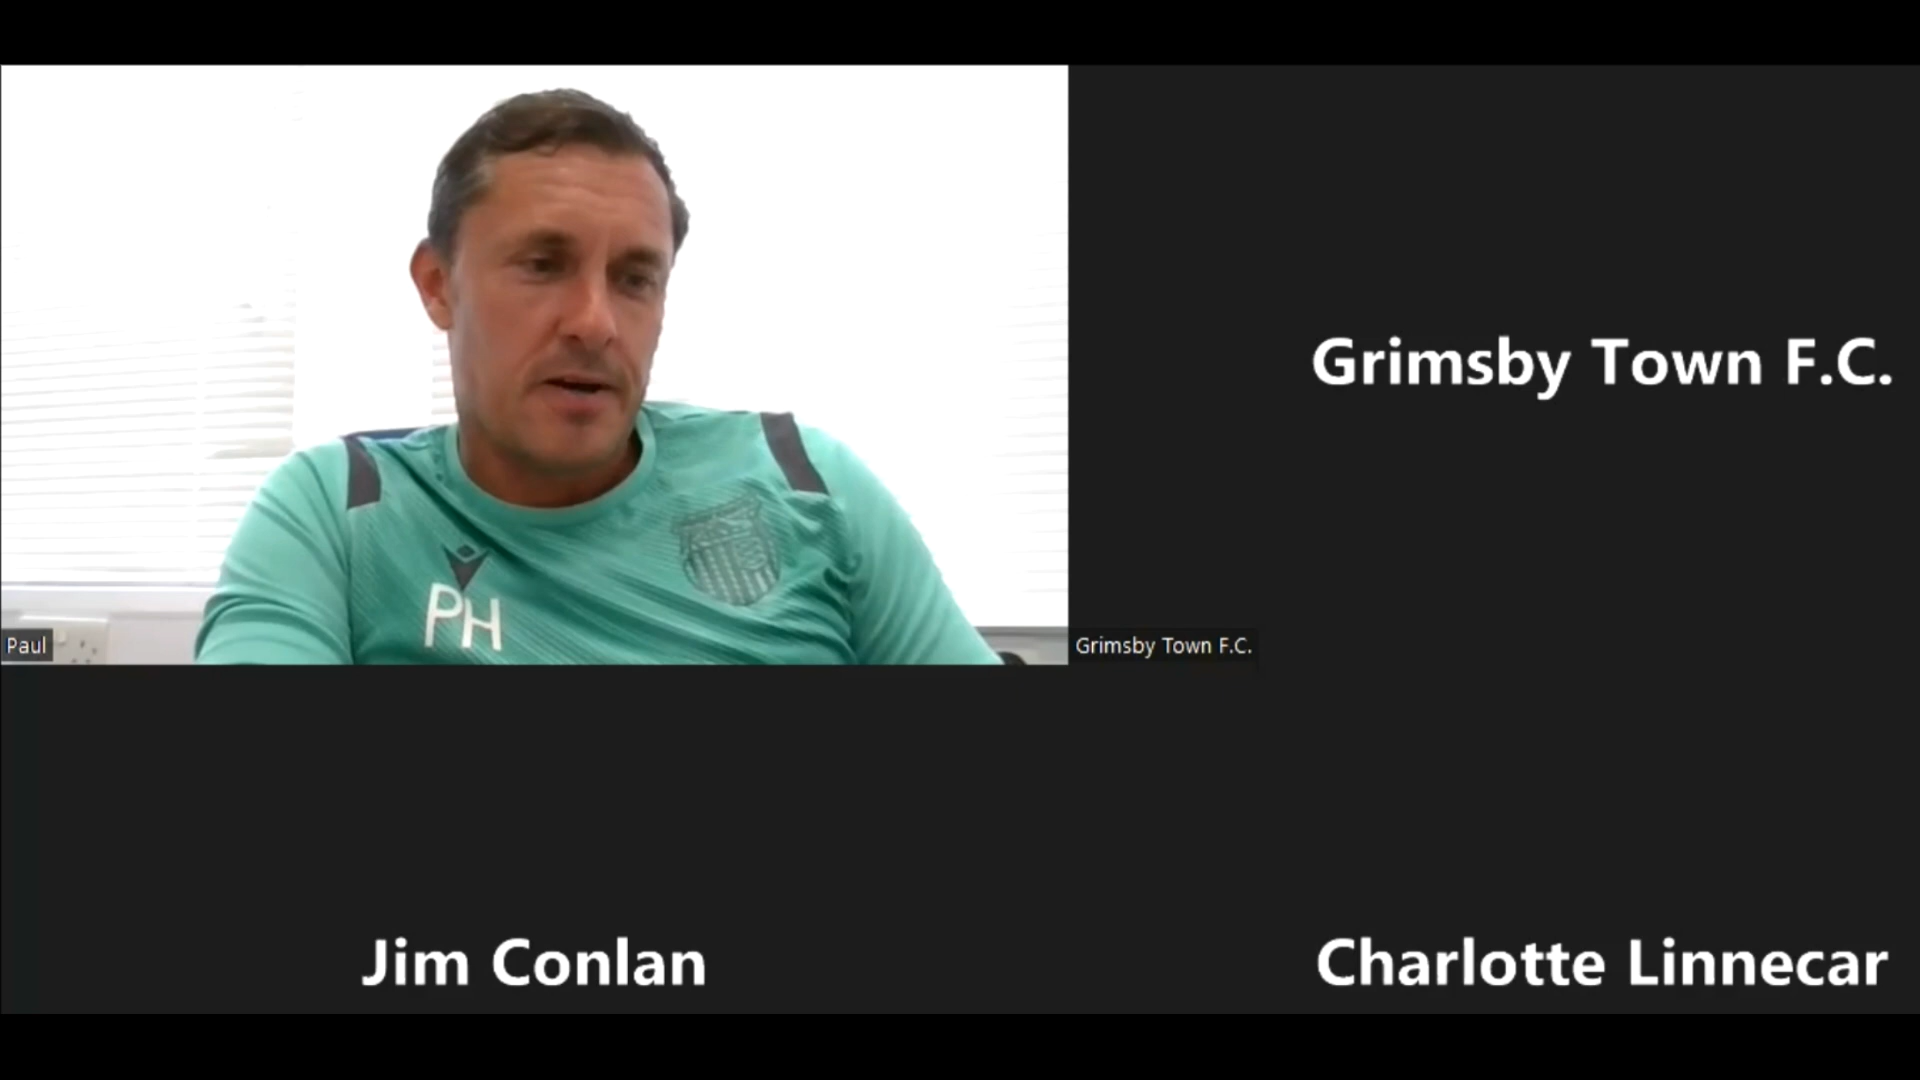 Grimsby Town F.C.
PH
Paul
Grimsby Town F.C.
Jim Conlan
Charlotte Linnecar